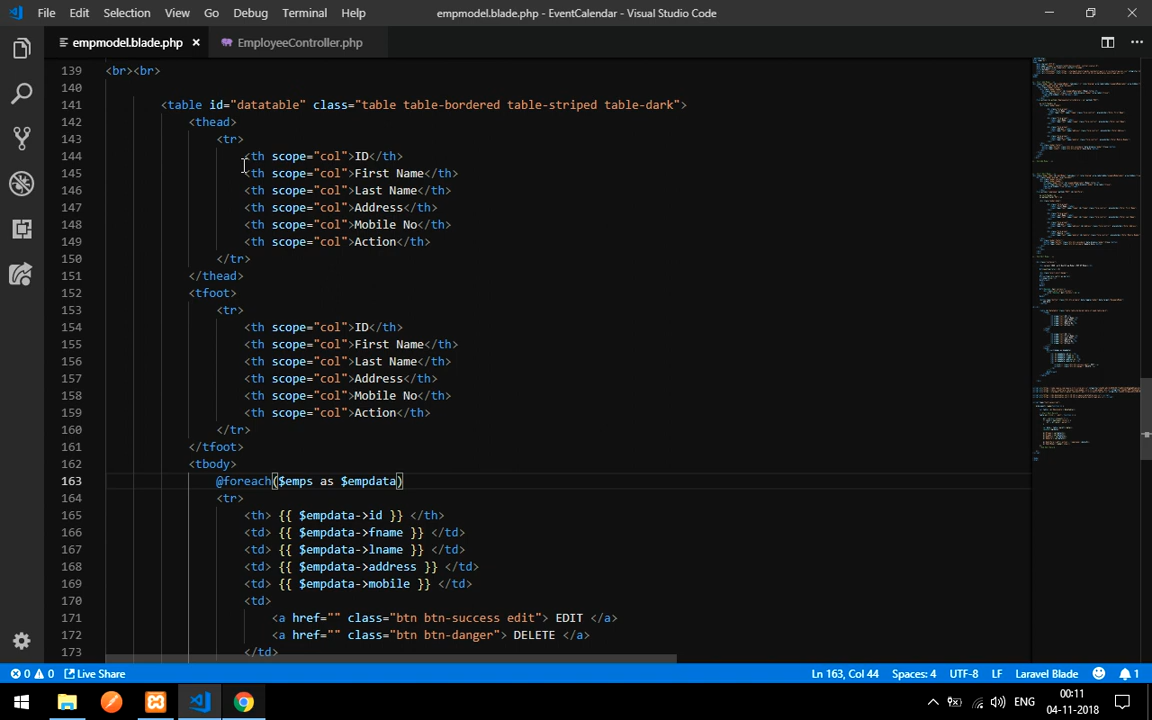 File Edit Selection View Go Debug Terminal Help empmodel.blade.php - EventCalendar - Visual Studio Code
empmodel.blade.php EmployeeController.php
139 <br><br>
140
141 <table id="datatable" class="table table-bordered table-striped table-dark">
142 <thead>
143 <tr>
144 <th scope="col">ID</th>
145 <th scope="col">First Name</th>
146 <th scope="col">Last Name</th>
147 <th scope="col">Address</th>
148 <th scope="col">Mobile No</th>
149 <th scope="col">Action</th>
150 </tr>
151 </thead>
152 <tfoot>
153 <tr>
154 <th scope="col">ID</th>
155 <th scope="col">First Name</th>
156 <th scope="col">Last Name</th>
157 <th scope="col">Address</th>
158 <th scope="col">Mobile No</th>
159 <th scope="col">Action</th>
160 </tr>
161 </tfoot>
162 <tbody>
163 @foreach($emps as $empdata)
164 <tr>
165 <th> {{ $empdata->id }} </th>
166 <td> {{ $empdata->fname }} </td>
167 <td> {{ $empdata->lname }} </td>
168 <td> {{ $empdata->address }} </td>
169 <td> {{ $empdata->mobile }} </td>
170 <td>
171 <a href="" class="btn btn-success edit"> EDIT </a>
172 <a href="" class="btn btn-danger"> DELETE </a>
173 </td>
0 0 Live Share Ln 163, Col 44 Spaces: 4 UTF-8 LF Laravel Blade 1
ENG 00:11
04-11-2018